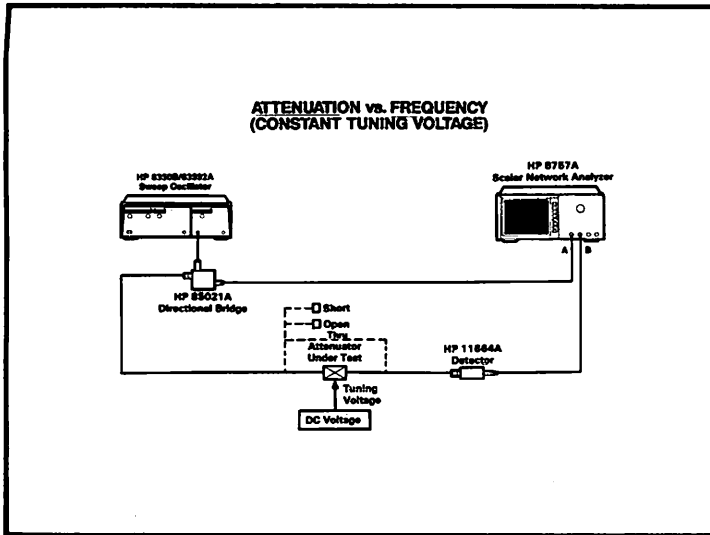 ATTENUATION vs. FREQUENCY
(CONSTANT TUNING VOLTAGE)
HP 8350B/83592A
Sweep Oscillator
HP 8757A
Scalar Network Analyzer
A
B
HP 85021A
Directional Bridge
Short
Open
Thru
Attenuator
Under Test
HP 11664A
Detector
Tuning
Voltage
DC Voltage